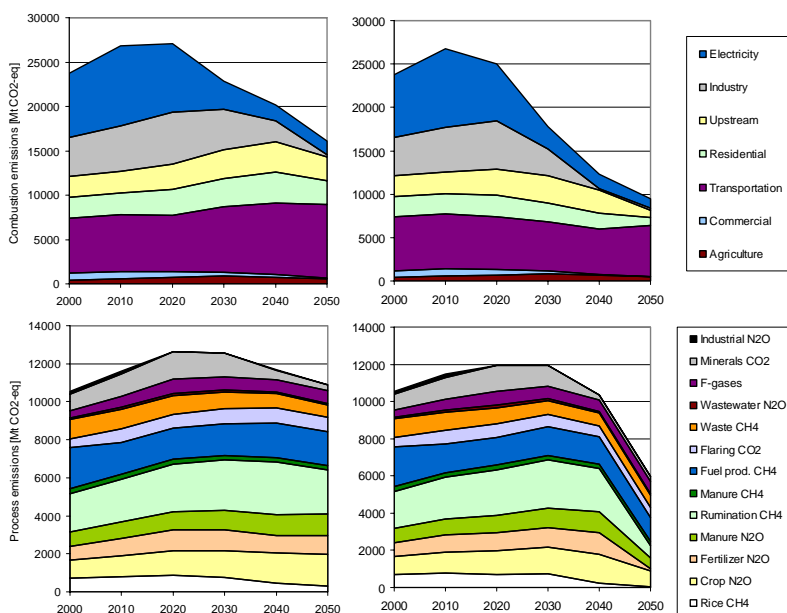 30000
25000
20000
15000
10000
5000
0
Combustion emissions [Mt CO2-eq]
2000 2010 2020 2030 2040 2050
30000
25000
20000
15000
10000
5000
0
2000 2010 2020 2030 2040 2050
Electricity
Industry
Upstream
Residential
Transportation
Commercial
Agriculture
14000
12000
10000
8000
6000
4000
2000
0
Process emissions [Mt CO2-eq]
2000 2010 2020 2030 2040 2050
14000
12000
10000
8000
6000
4000
2000
0
2000 2010 2020 2030 2040 2050
Industrial N2O
Minerals CO2
F-gases
Wastewater N2O
Waste CH4
Flaring CO2
Fuel prod. CH4
Manure CH4
Rumination CH4
Manure N2O
Fertilizer N2O
Crop N2O
Rice CH4